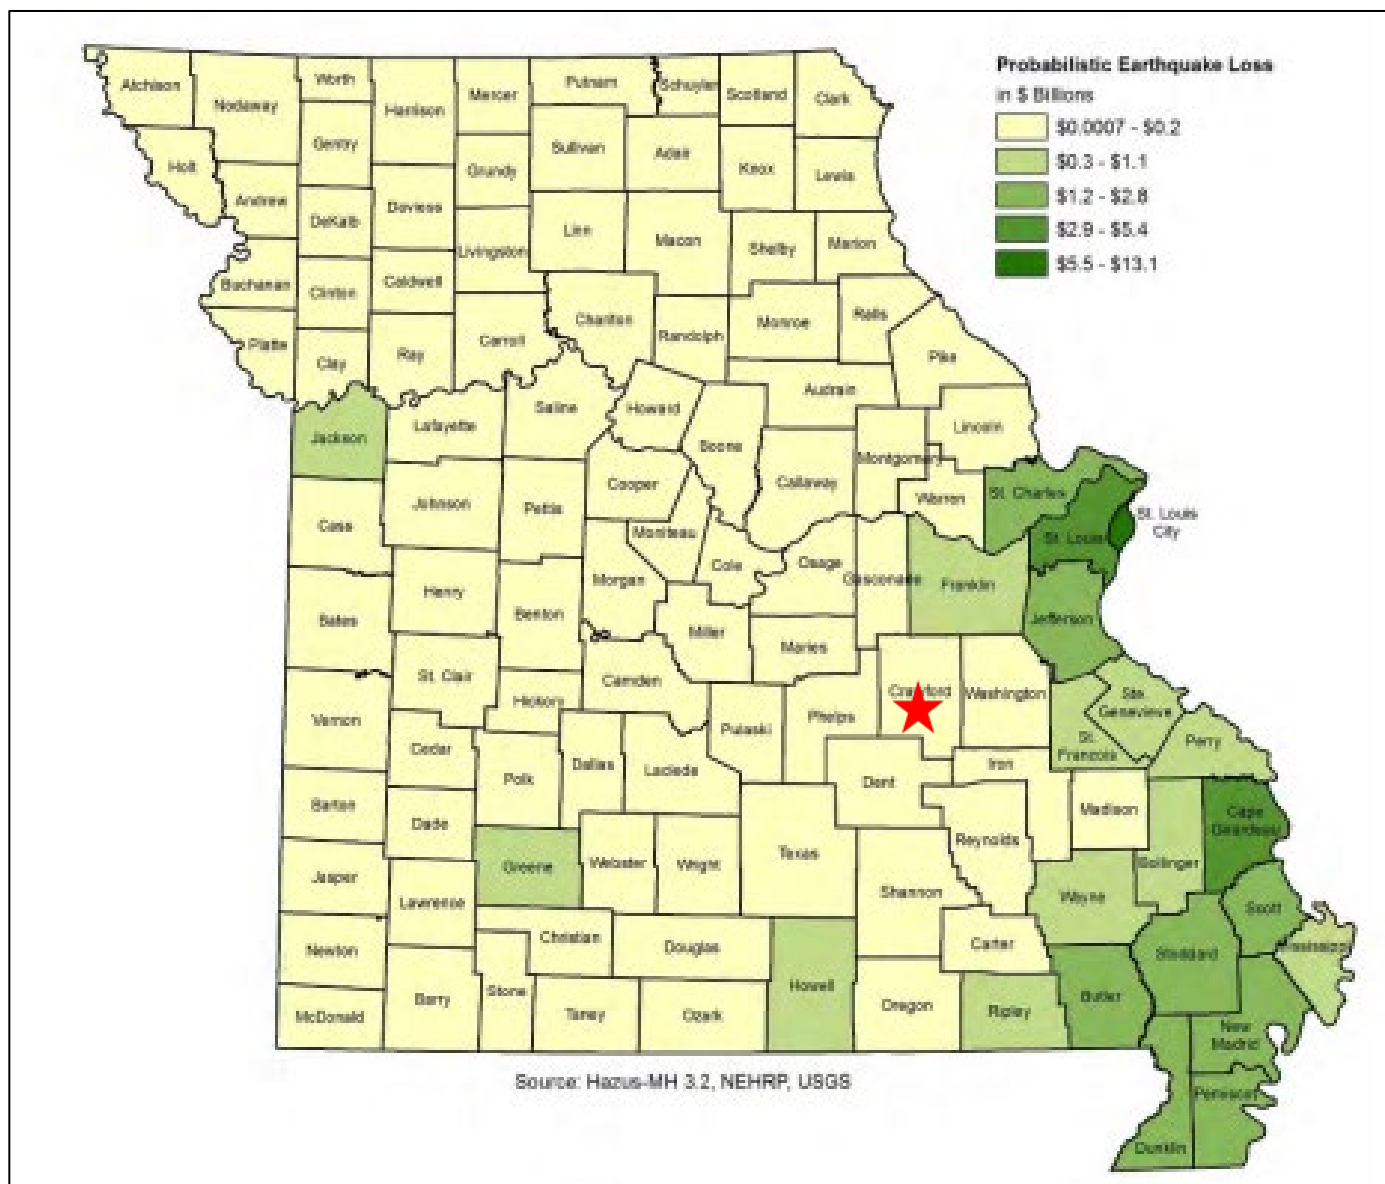 Probabilistic Earthquake Loss
in $ Billions
$0.0007 - $0.2
$0.3 - $1.1
$1.2 - $2.8
$2.9 - $5.4
$5.5 - $13.1
Atchison
Nodaway
Worth
Harrison
Mercer
Putnam
Schuyler
Scotland
Clark
Holt
Gentry
Sullivan
Adair
Knox
Lewis
Grundy
Andrew
DeKalb
Daviess
Linn
Macon
Shelby
Marion
Livingston
Buchanan
Clinton
Caldwell
Chariton
Randolph
Monroe
Ralls
Platte
Clay
Ray
Carroll
Pike
Audrain
Saline
Howard
Boone
Lincoln
Jackson
Lafayette
Montgomery
Callaway
Cooper
Warren
St. Charles
St. Louis
St. Louis
City
Cass
Johnson
Pettis
Moniteau
Cole
Osage
Gasconade
Franklin
Morgan
Bates
Henry
Benton
Miller
Maries
Jefferson
St. Clair
Hickory
Camden
Crawford
Washington
Ste.
Genevieve
Vernon
Cedar
Polk
Dallas
Laclede
Pulaski
Phelps
Dent
Iron
St.
Francois
Perry
Barton
Dade
Madison
Cape
Girardeau
Jasper
Greene
Webster
Wright
Texas
Reynolds
Bollinger
Lawrence
Shannon
Wayne
Scott
Newton
Christian
Douglas
Carter
Stoddard
Mississippi
McDonald
Barry
Stone
Taney
Ozark
Howell
Oregon
Ripley
Butler
New
Madrid
Pemiscot
Dunklin
Source: Hazus-MH 3.2, NEHRP, USGS